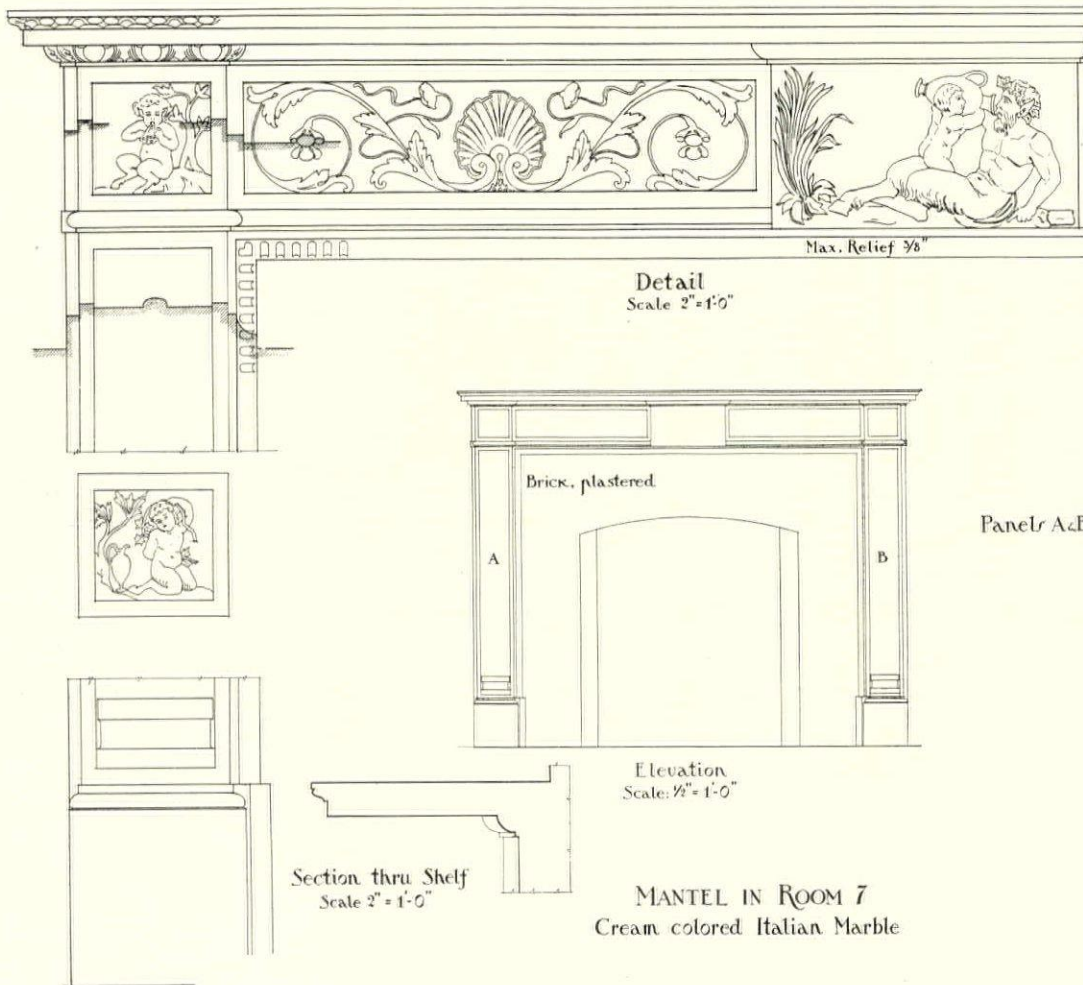 Max. Relief 3/8"
Detail
Scale 2" = 1'-0"
Brick, plastered
A
B
Panels A&B
Elevation
Scale: 1/2" = 1'-0"
Section thru Shelf
Scale 2" = 1'-0"
MANTEL IN ROOM 7
Cream colored Italian Marble